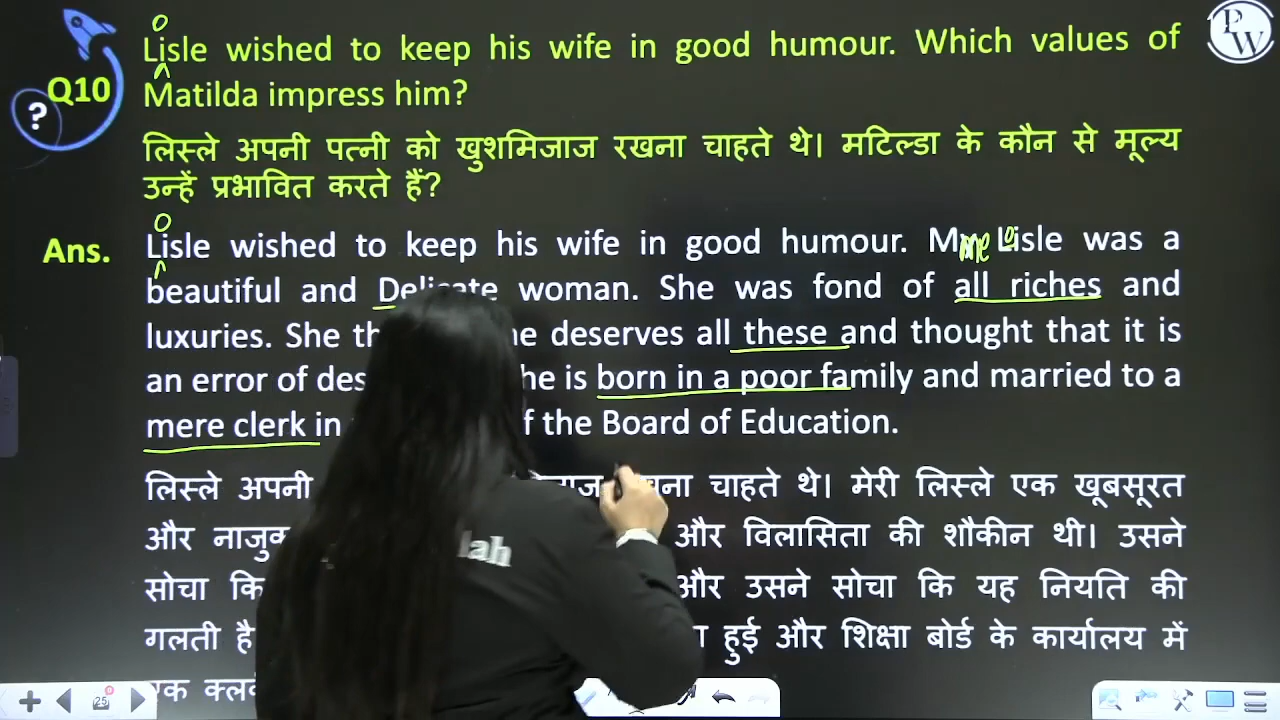 Lisle wished to keep his wife in good humour. Which values of
Q10 Matilda impress him?
?
PW
लिस्ले अपनी पत्नी को खुशमिजाज रखना चाहते थे। मटिल्डा के कौन से मूल्य
उन्हें प्रभावित करते हैं?
Ans. Lisle wished to keep his wife in good humour. Lisle was a
beautiful and Delicate woman. She was fond of all riches and
luxuries. She deserves all these and thought that it is
an error of is born in a poor family and married to a
mere clerk in the Board of Education.
लिस्ले अपनी चाहते थे। मेरी लिस्ले एक खूबसूरत
और और विलासिता की शौकीन थी। उसने
सोचा और उसने सोचा कि यह नियति की
गलती है हुई और शिक्षा बोर्ड के कार्यालय में
25